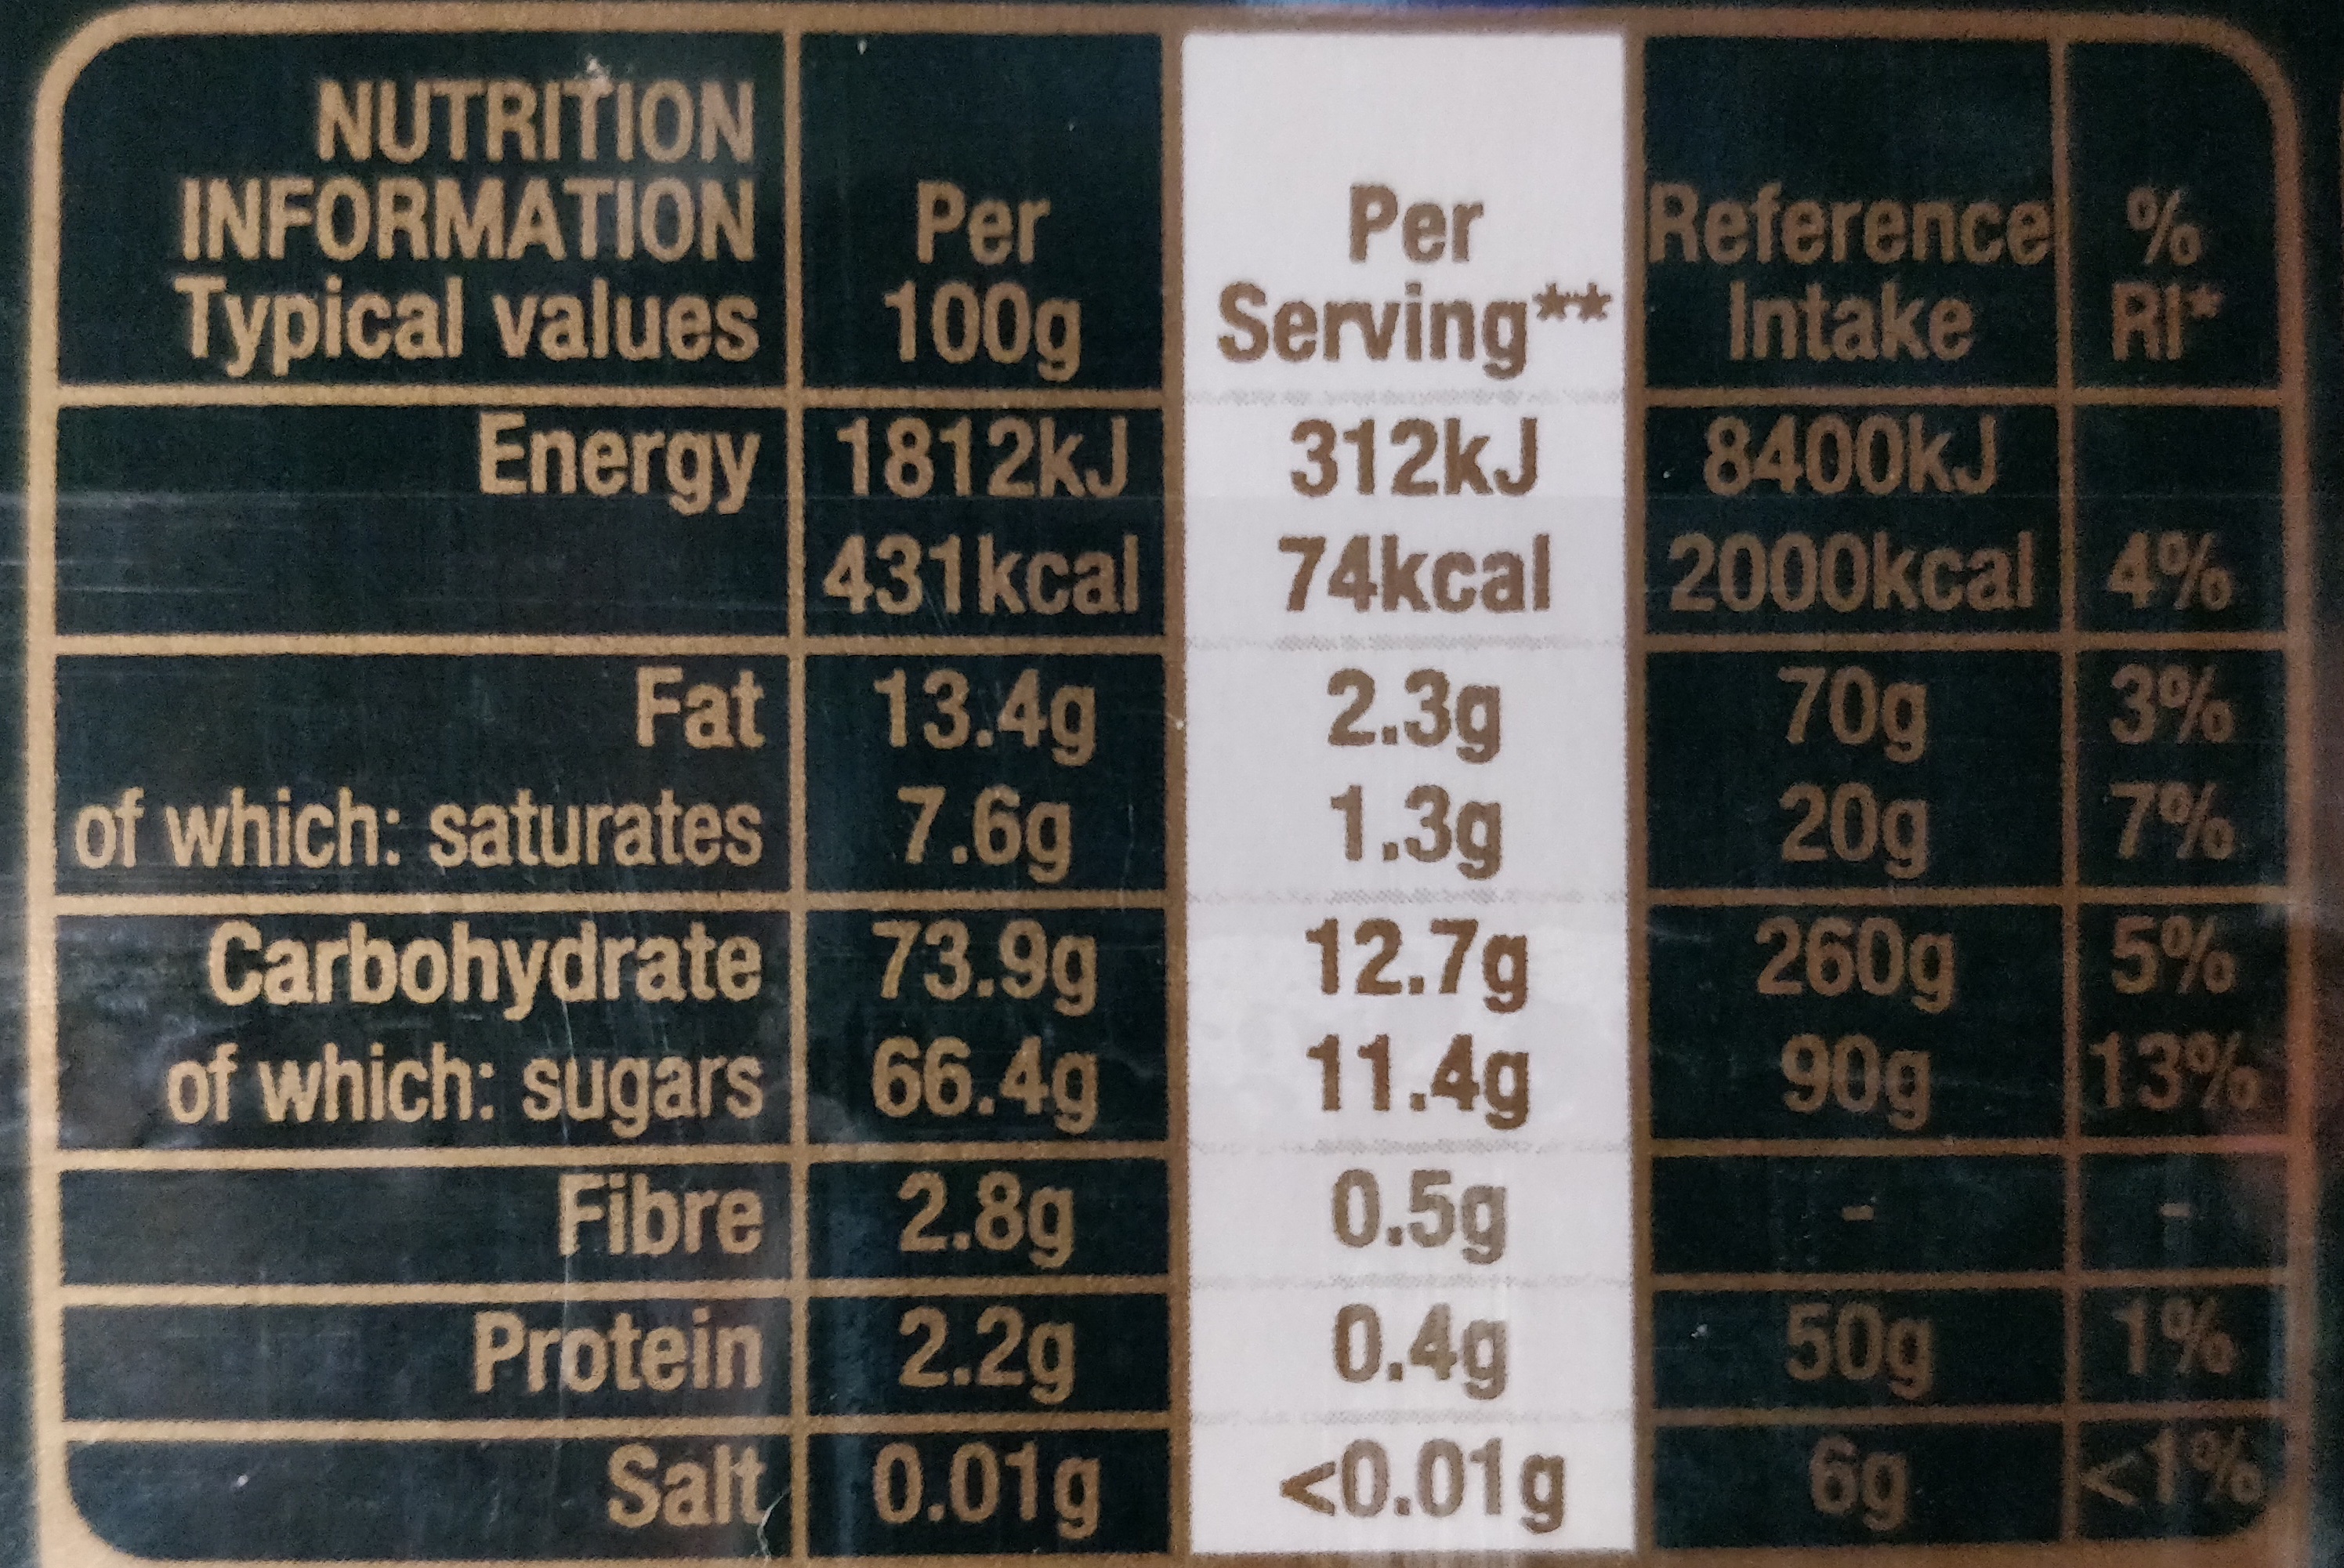 NUTRITION
INFORMATION Per Per Reference %
Typical values 100g Serving** Intake RI*
Energy 1812kJ 312kJ 8400kJ
431kcal 74kcal 2000kcal 4%
Fat 13.4g 2.3g 70g 3%
of which: saturates 7.6g 1.3g 20g 7%
Carbohydrate 73.9g 12.7g 260g 5%
of which: sugars 66.4g 11.4g 90g 13%
Fibre 2.8g 0.5g - -
Protein 2.2g 0.4g 50g 1%
Salt 0.01g <0.01g 6g <1%